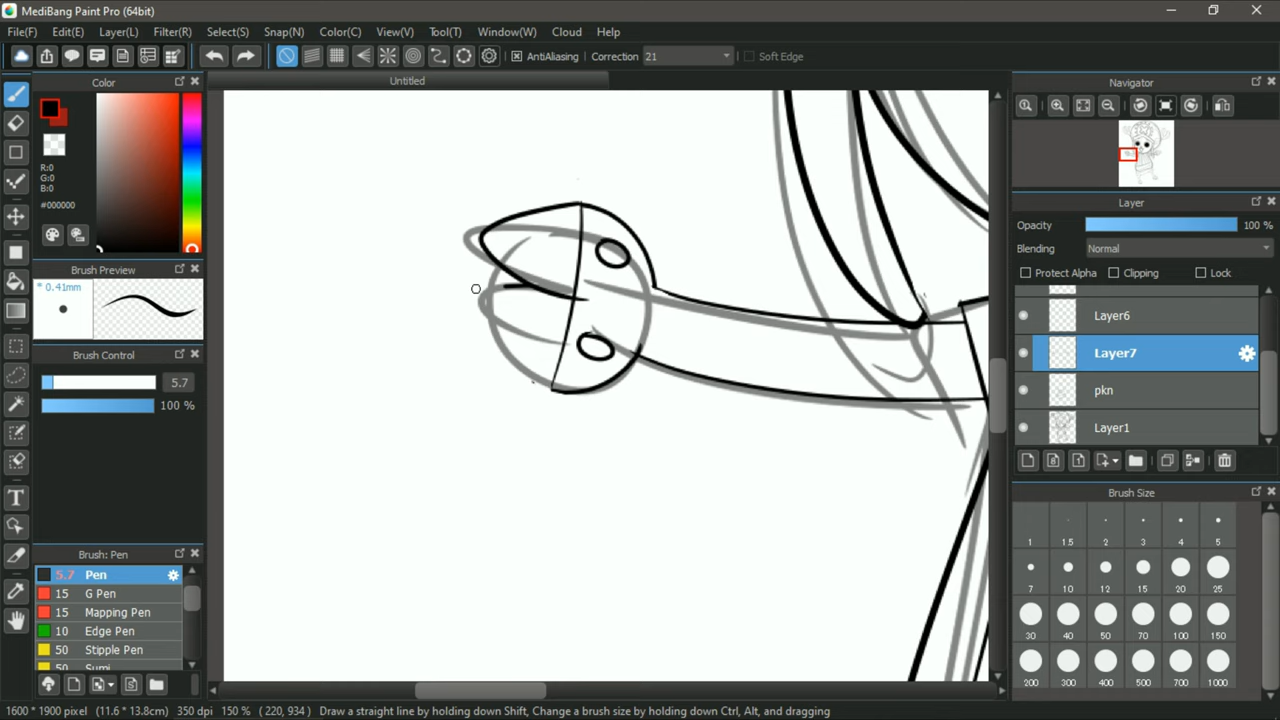 MediBang Paint Pro (64bit)
File(F) Edit(E) Layer(L) Filter(R) Select(S) Snap(N) Color(C) View(V) Tool(T) Window(W) Cloud Help
AntiAliasing Correction 21 Soft Edge
Color
R:0
G:0
B:0
#000000
Brush Preview
* 0.41mm
Brush Control
5.7
100 %
Brush: Pen
5.7 Pen
15 G Pen
15 Mapping Pen
10 Edge Pen
50 Stipple Pen
50 Sumi
Untitled
Navigator
Layer
Opacity 100 %
Blending Normal
Protect Alpha Clipping Lock
Layer6
Layer7
pkn
Layer1
Brush Size
1 1.5 2 3 4 5
7 10 12 15 20 25
30 40 50 70 100 150
200 300 400 500 700 1000
1600 * 1900 pixel (11.6 * 13.8cm) 350 dpi 150 % ( 220, 934 ) Draw a straight line by holding down Shift, Change a brush size by holding down Ctrl, Alt, and dragging